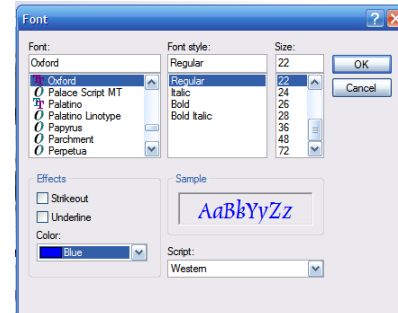 Font
Font: Font style: Size:
Oxford Regular 22 OK
Oxford Regular 22 Cancel
Palace Script MT Italic 24
Palatino Bold 26
Palatino Linotype Bold Italic 28
Papyrus 36
Parchment 48
Perpetua 72
Effects Sample
Strikeout
Underline AaBbYyZz
Color: Script:
Blue Western